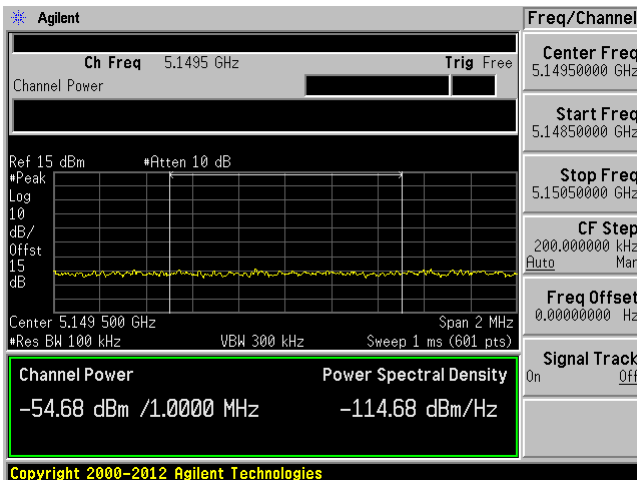 Agilent
Freq/Channel
Ch Freq 5.1495 GHz Trig Free
Channel Power
Center Freq
5.14950000 GHz
Start Freq
5.14850000 GHz
Stop Freq
5.15050000 GHz
CF Step
200.000000 kHz
Auto Man
Freq Offset
0.00000000 Hz
Signal Track
On Off
Ref 15 dBm #Atten 10 dB
#Peak
Log
10
dB/
Offst
15
dB
Center 5.149 500 GHz Span 2 MHz
#Res BW 100 kHz VBW 300 kHz Sweep 1 ms (601 pts)
Channel Power Power Spectral Density
-54.68 dBm /1.0000 MHz -114.68 dBm/Hz
Copyright 2000-2012 Agilent Technologies